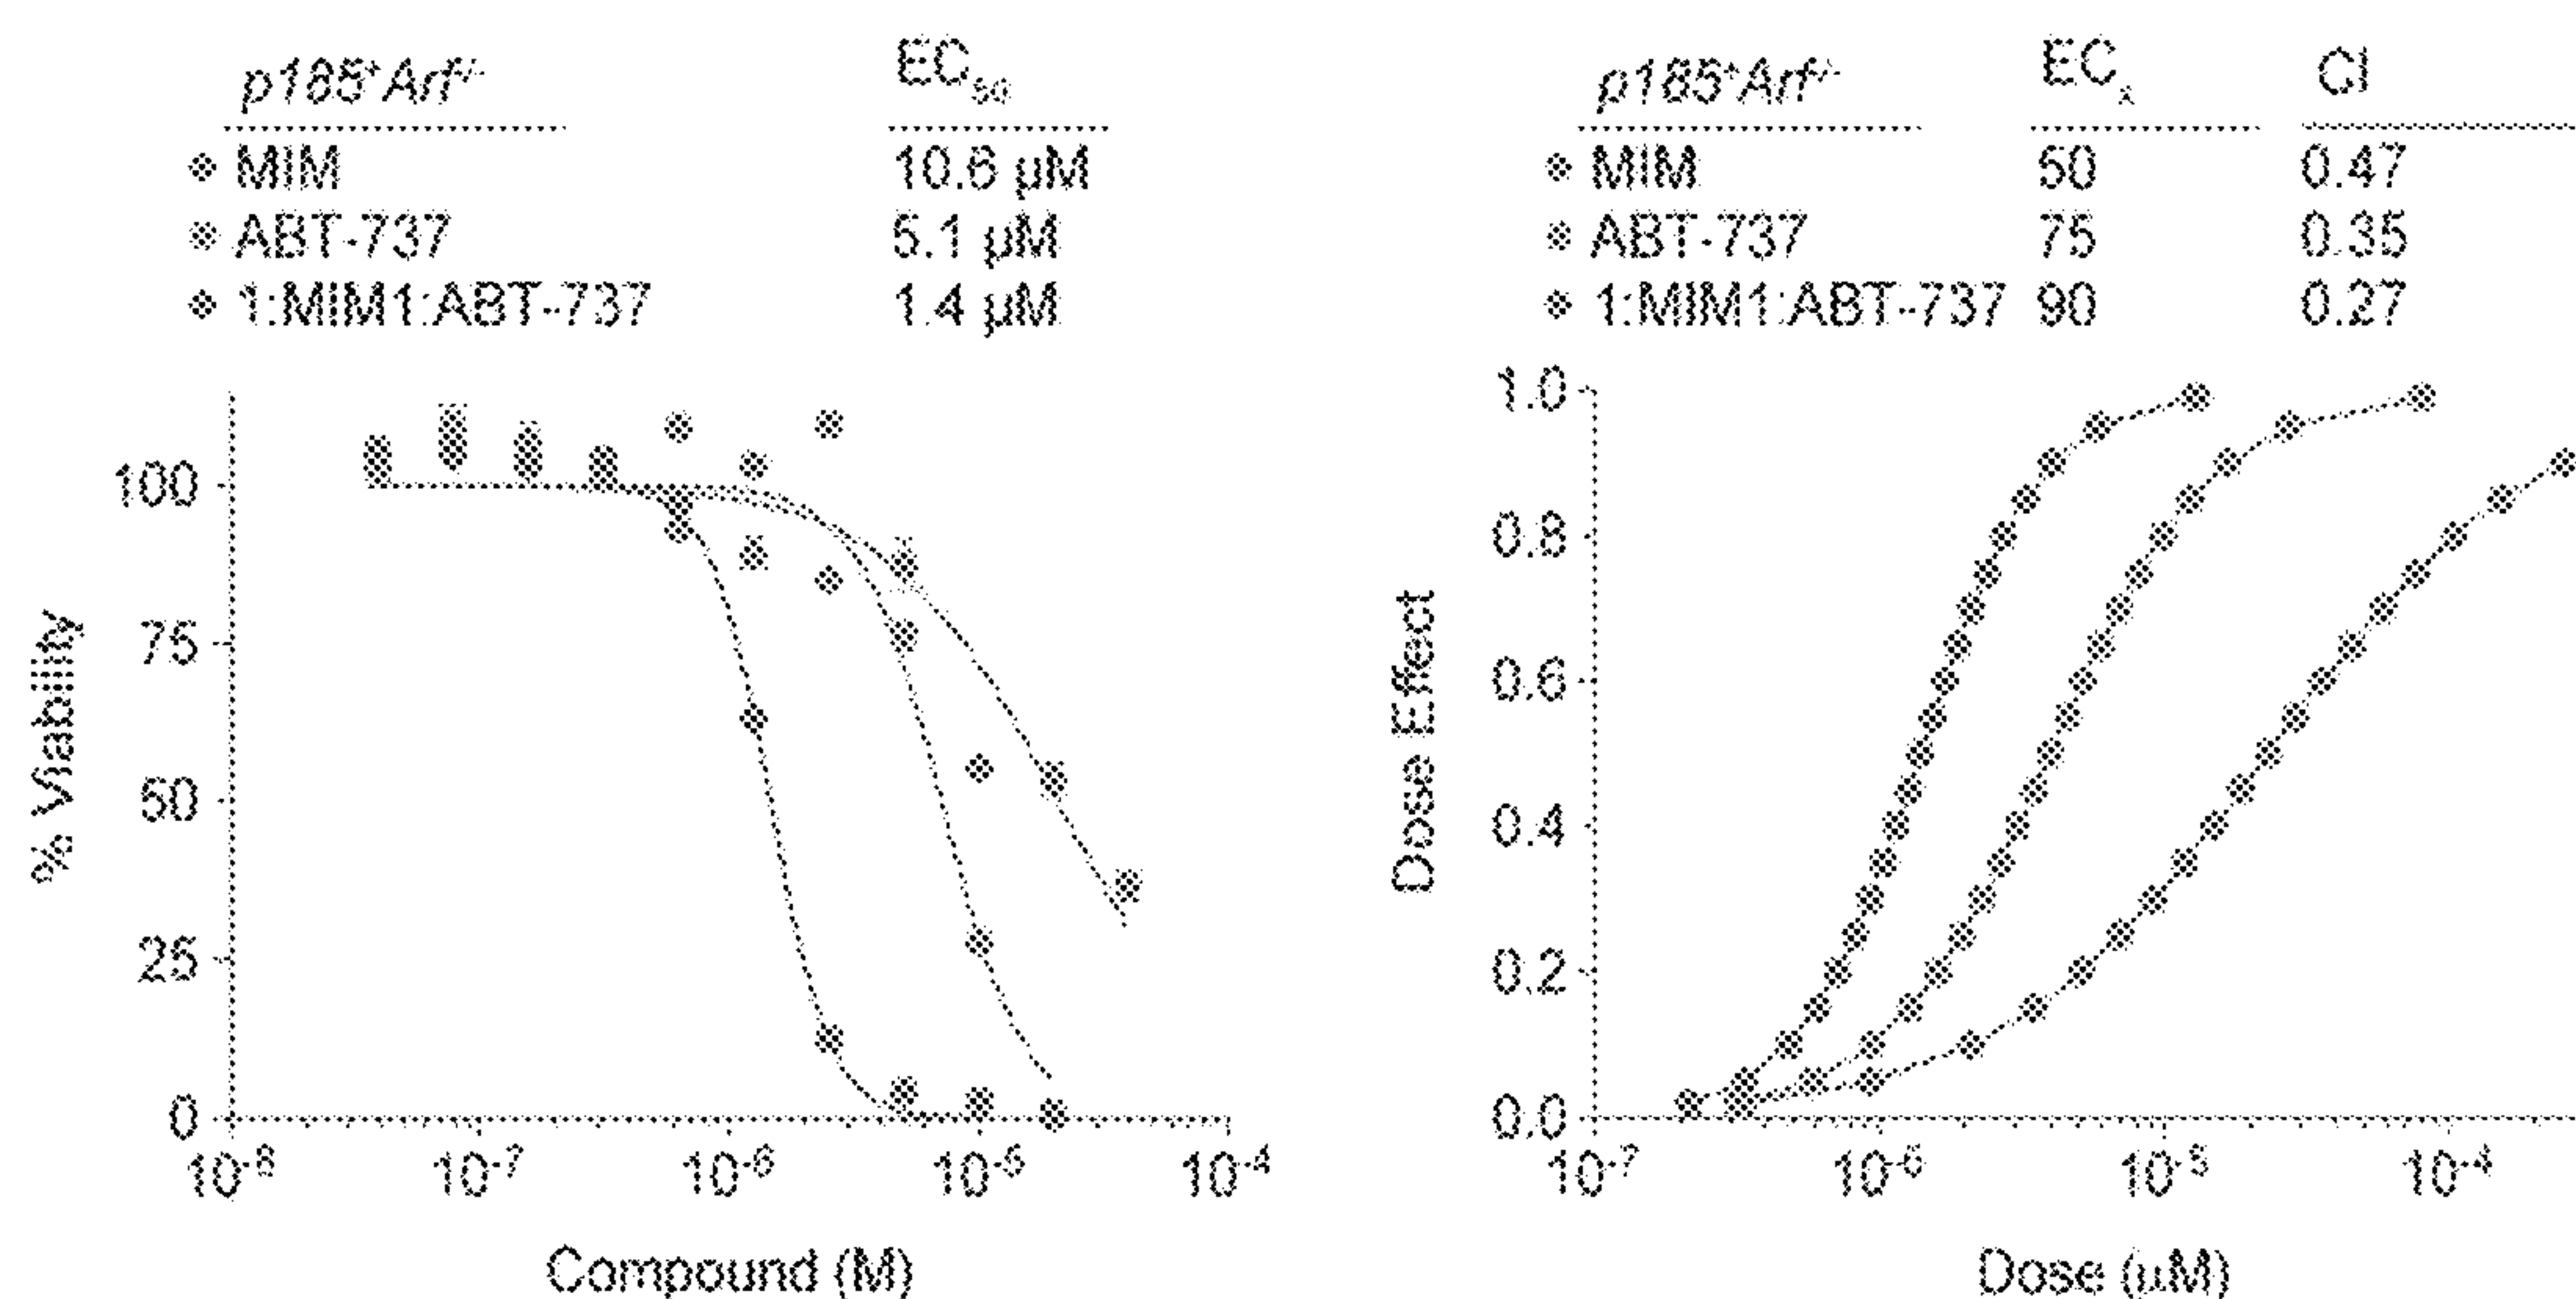 p185⁺Arf⁻/⁻ EC₅₀
MIM 10.6 µM
ABT-737 5.1 µM
1:MIM1:ABT-737 1.4 µM
% Viability
100
75
50
25
0
10⁻⁸ 10⁻⁷ 10⁻⁶ 10⁻⁵ 10⁻⁴
Compound (M)
p185⁺Arf⁻/⁻ ECₓ CI
MIM 50 0.47
ABT-737 75 0.35
1:MIM1:ABT-737 90 0.27
Dose Effect
1.0
0.8
0.6
0.4
0.2
0.0
10⁻⁷ 10⁻⁶ 10⁻⁵ 10⁻⁴
Dose (µM)